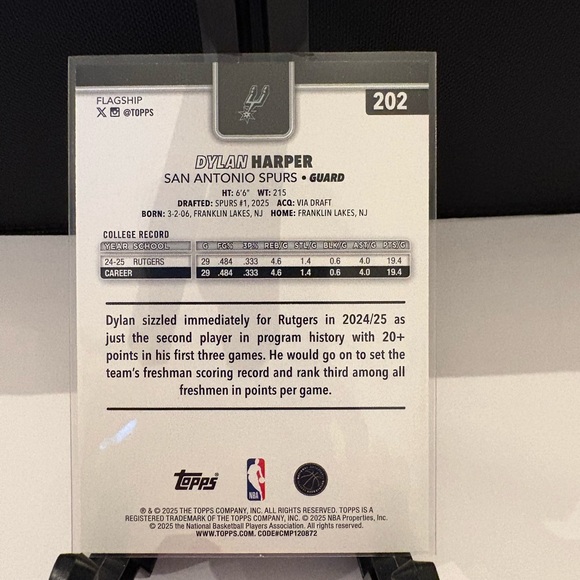 FLAGSHIP
@TOPPS
202
DYLAN HARPER
SAN ANTONIO SPURS • GUARD
HT: 6'6" WT: 215
DRAFTED: SPURS #1, 2025 ACQ: VIA DRAFT
BORN: 3-2-06, FRANKLIN LAKES, NJ HOME: FRANKLIN LAKES, NJ
COLLEGE RECORD
YEAR SCHOOL G FG% 3P% REB/G STL/G BLK/G AST/G PTS/G
24-25 RUTGERS 29 .484 .333 4.6 1.4 0.6 4.0 19.4
CAREER 29 .484 .333 4.6 1.4 0.6 4.0 19.4
Dylan sizzled immediately for Rutgers in 2024/25 as
just the second player in program history with 20+
points in his first three games. He would go on to set the
team's freshman scoring record and rank third among all
freshmen in points per game.
Topps
NBA
® & © 2025 THE TOPPS COMPANY, INC. ALL RIGHTS RESERVED. TOPPS IS A
REGISTERED TRADEMARK OF THE TOPPS COMPANY, INC. © 2025 NBA Properties, Inc.
© 2025 the National Basketball Players Association. All rights reserved.
WWW.TOPPS.COM. CODE#CMP120872